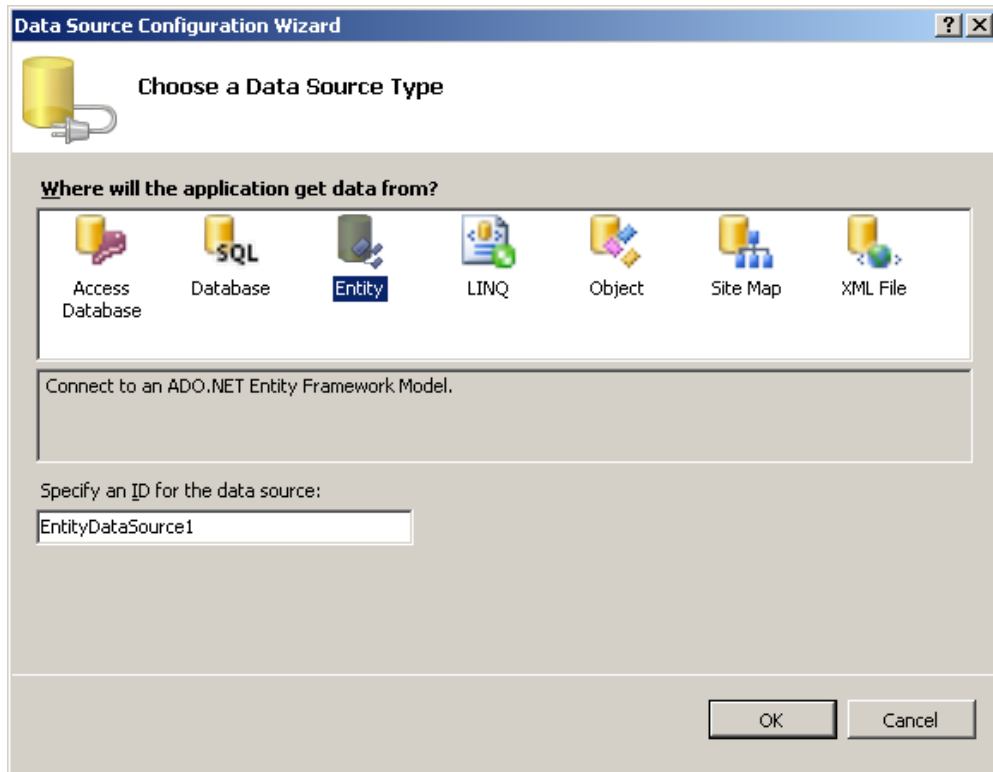 Data Source Configuration Wizard
Choose a Data Source Type
Where will the application get data from?
SQL
Access Database
Database
Entity
LINQ
Object
Site Map
XML File
Connect to an ADO.NET Entity Framework Model.
Specify an ID for the data source:
EntityDataSource1
OK
Cancel